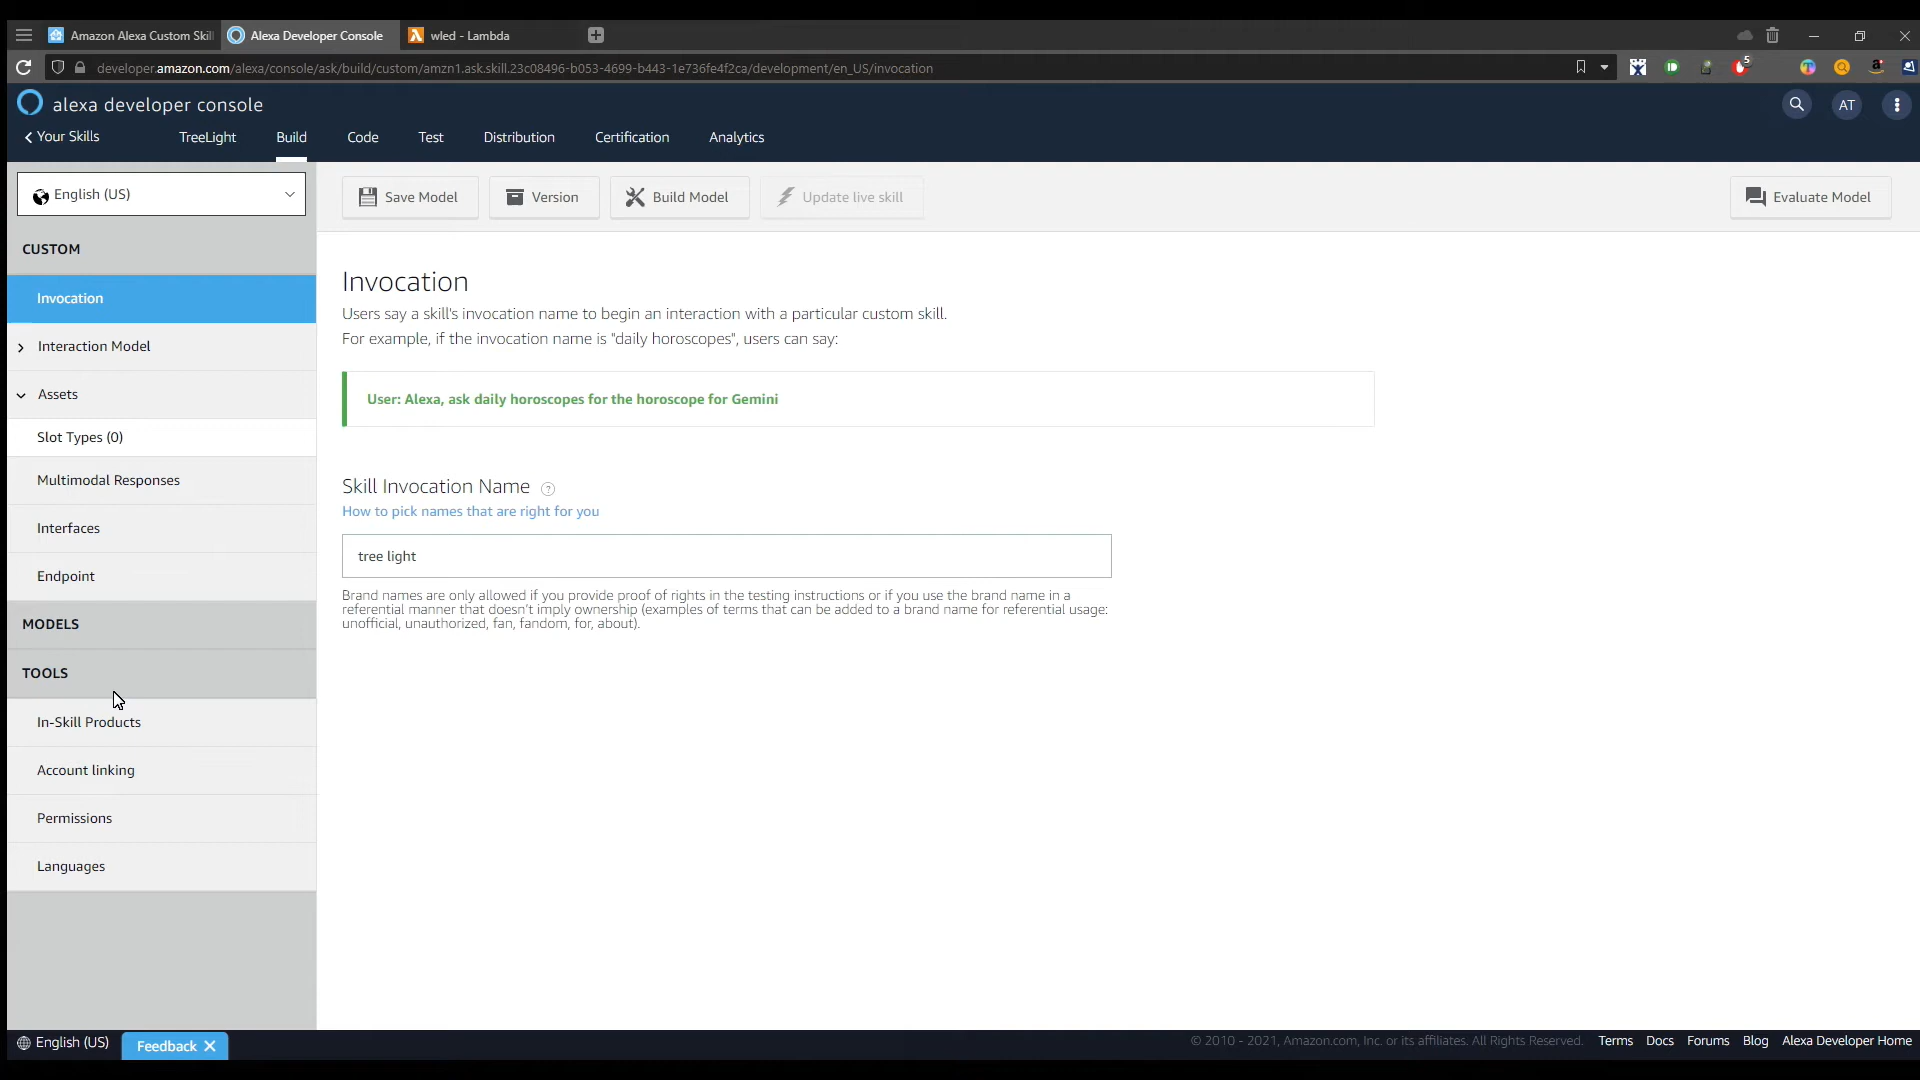 Amazon Alexa Custom Skil
Alexa Developer Console
wled - Lambda
developer.amazon.com/alexa/console/ask/build/custom/amzn1.ask.skill.23c08496-b053-4699-b443-1e736fe4f2ca/development/en_US/invocation
5
alexa developer console
AT
Your Skills
TreeLight
Build
Code
Test
Distribution
Certification
Analytics
English (US)
Save Model
Version
Build Model
Update live skill
Evaluate Model
CUSTOM
Invocation
Interaction Model
Assets
Slot Types (0)
Multimodal Responses
Interfaces
Endpoint
MODELS
TOOLS
In-Skill Products
Account linking
Permissions
Languages
Invocation
Users say a skill's invocation name to begin an interaction with a particular custom skill.
For example, if the invocation name is "daily horoscopes", users can say:
User: Alexa, ask daily horoscopes for the horoscope for Gemini
Skill Invocation Name ?
How to pick names that are right for you
tree light
Brand names are only allowed if you provide proof of rights in the testing instructions or if you use the brand name in a
referential manner that doesn't imply ownership (examples of terms that can be added to a brand name for referential usage:
unofficial, unauthorized, fan, fandom, for, about).
English (US)
Feedback
© 2010 - 2021, Amazon.com, Inc. or its affiliates. All Rights Reserved.
Terms
Docs
Forums
Blog
Alexa Developer Home